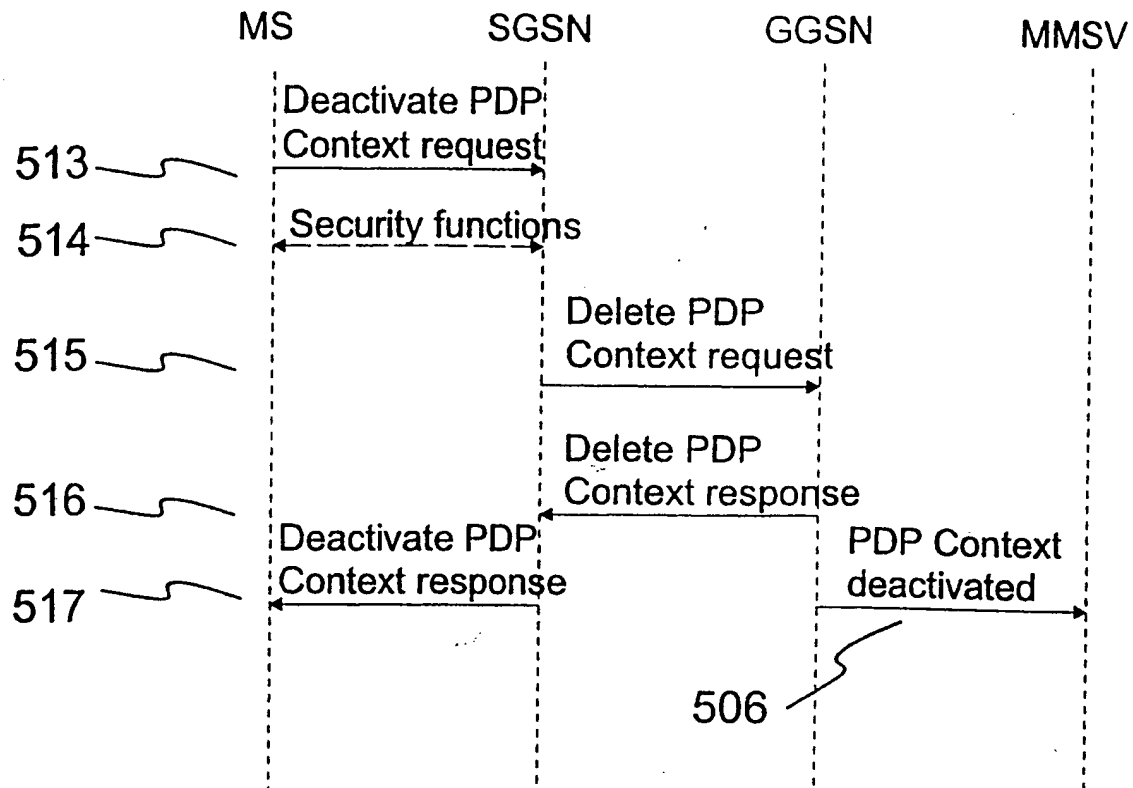 MS SGSN GGSN MMSV
Deactivate PDP
Context request
513
Security functions
514
Delete PDP
Context request
515
Delete PDP
Context response
516
Deactivate PDP
Context response
517
PDP Context
deactivated
506